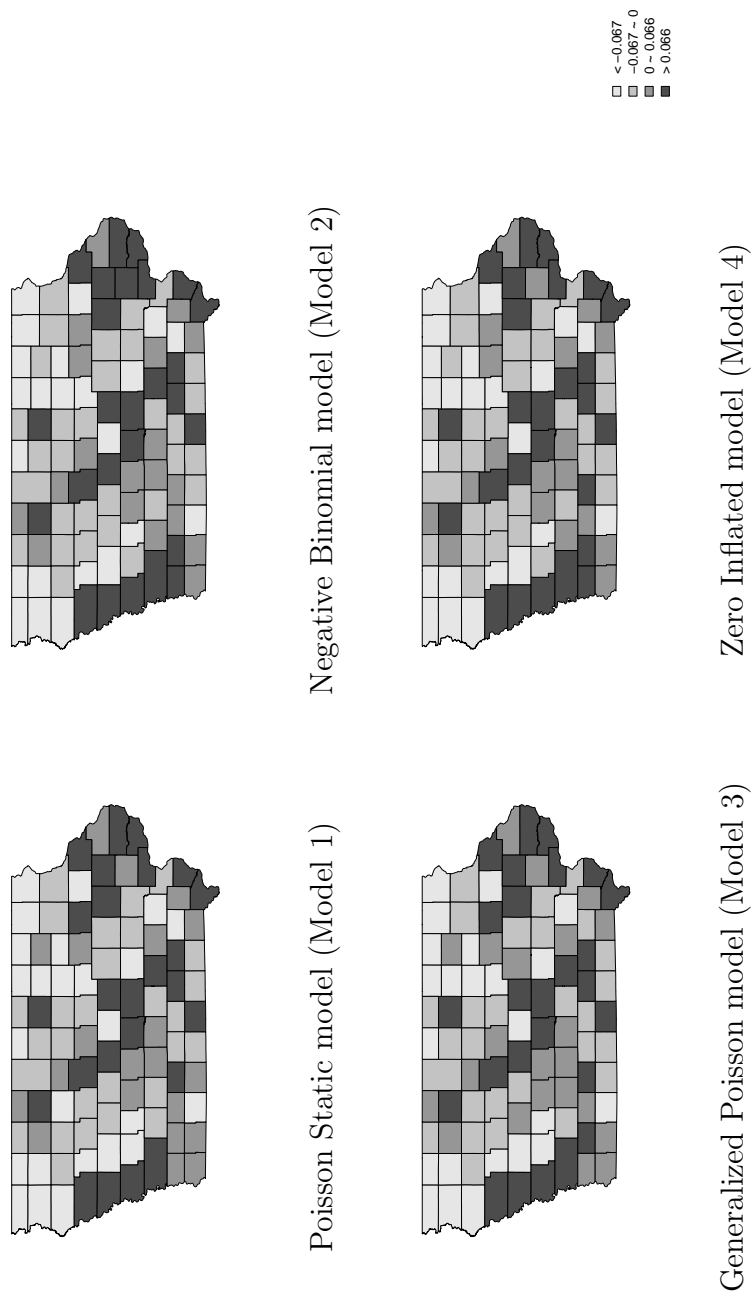 Poisson Static model (Model 1)
Negative Binomial model (Model 2)
Generalized Poisson model (Model 3)
Zero Inflated model (Model 4)
< −0.067
−0.067 ~ 0
0 ~ 0.066
> 0.066